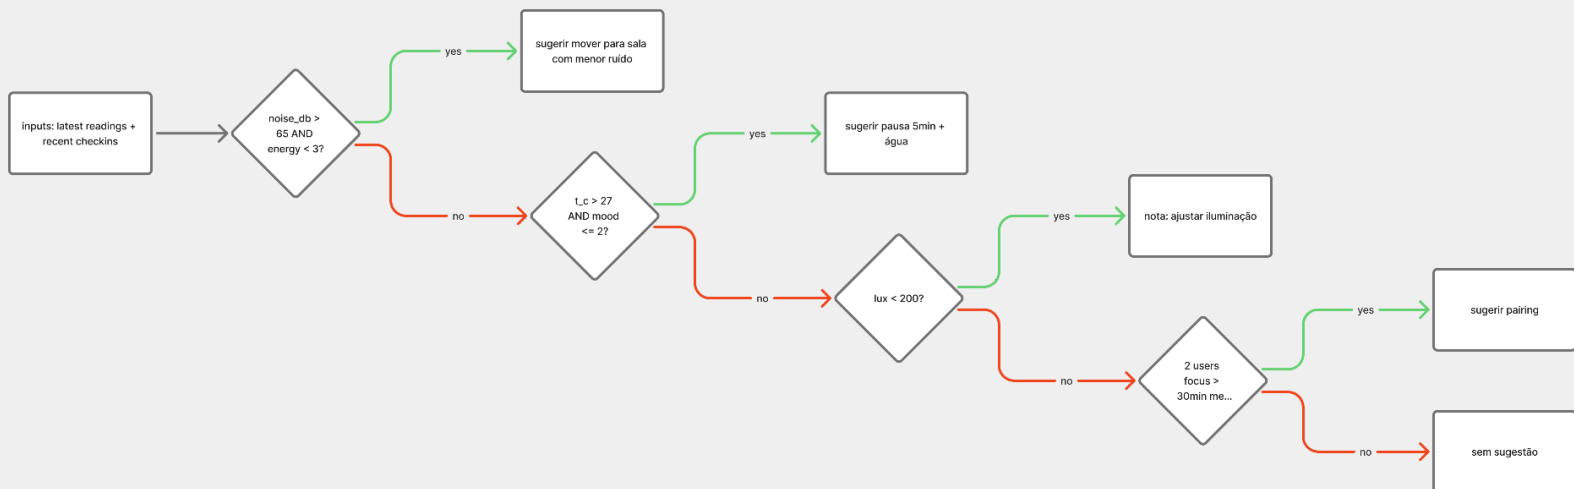 inputs: latest readings +
recent checkins
noise_db >
65 AND
energy < 3?
yes
sugerir mover para sala
com menor ruído
no
t_c > 27
AND mood
<= 2?
yes
sugerir pausa 5min +
água
no
lux < 200?
yes
nota: ajustar iluminação
no
2 users
focus >
30min me...
yes
sugerir pairing
no
sem sugestão